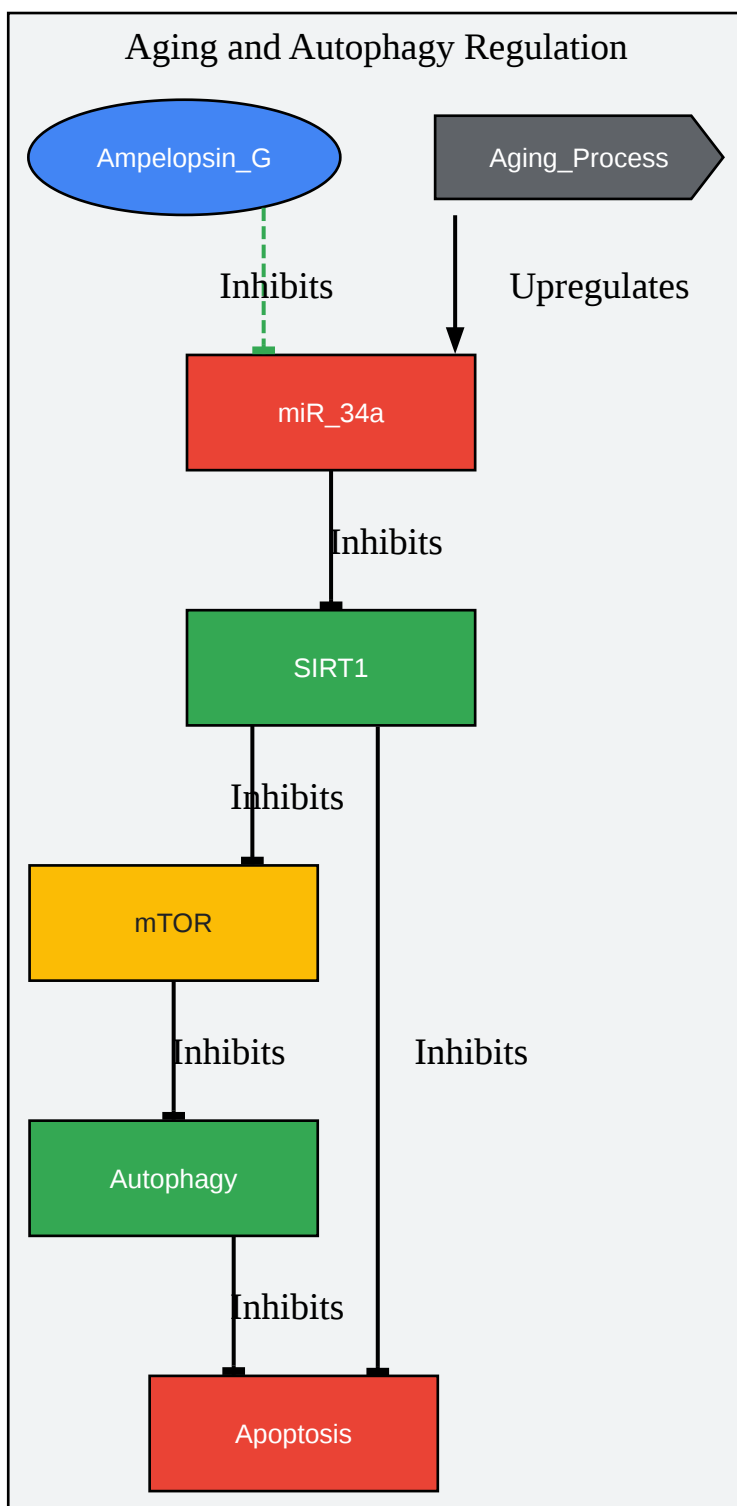 Aging and Autophagy Regulation
Ampelopsin_G
Aging_Process
Inhibits
Upregulates
miR_34a
Inhibits
SIRT1
Inhibits
mTOR
Inhibits
Inhibits
Autophagy
Inhibits
Apoptosis